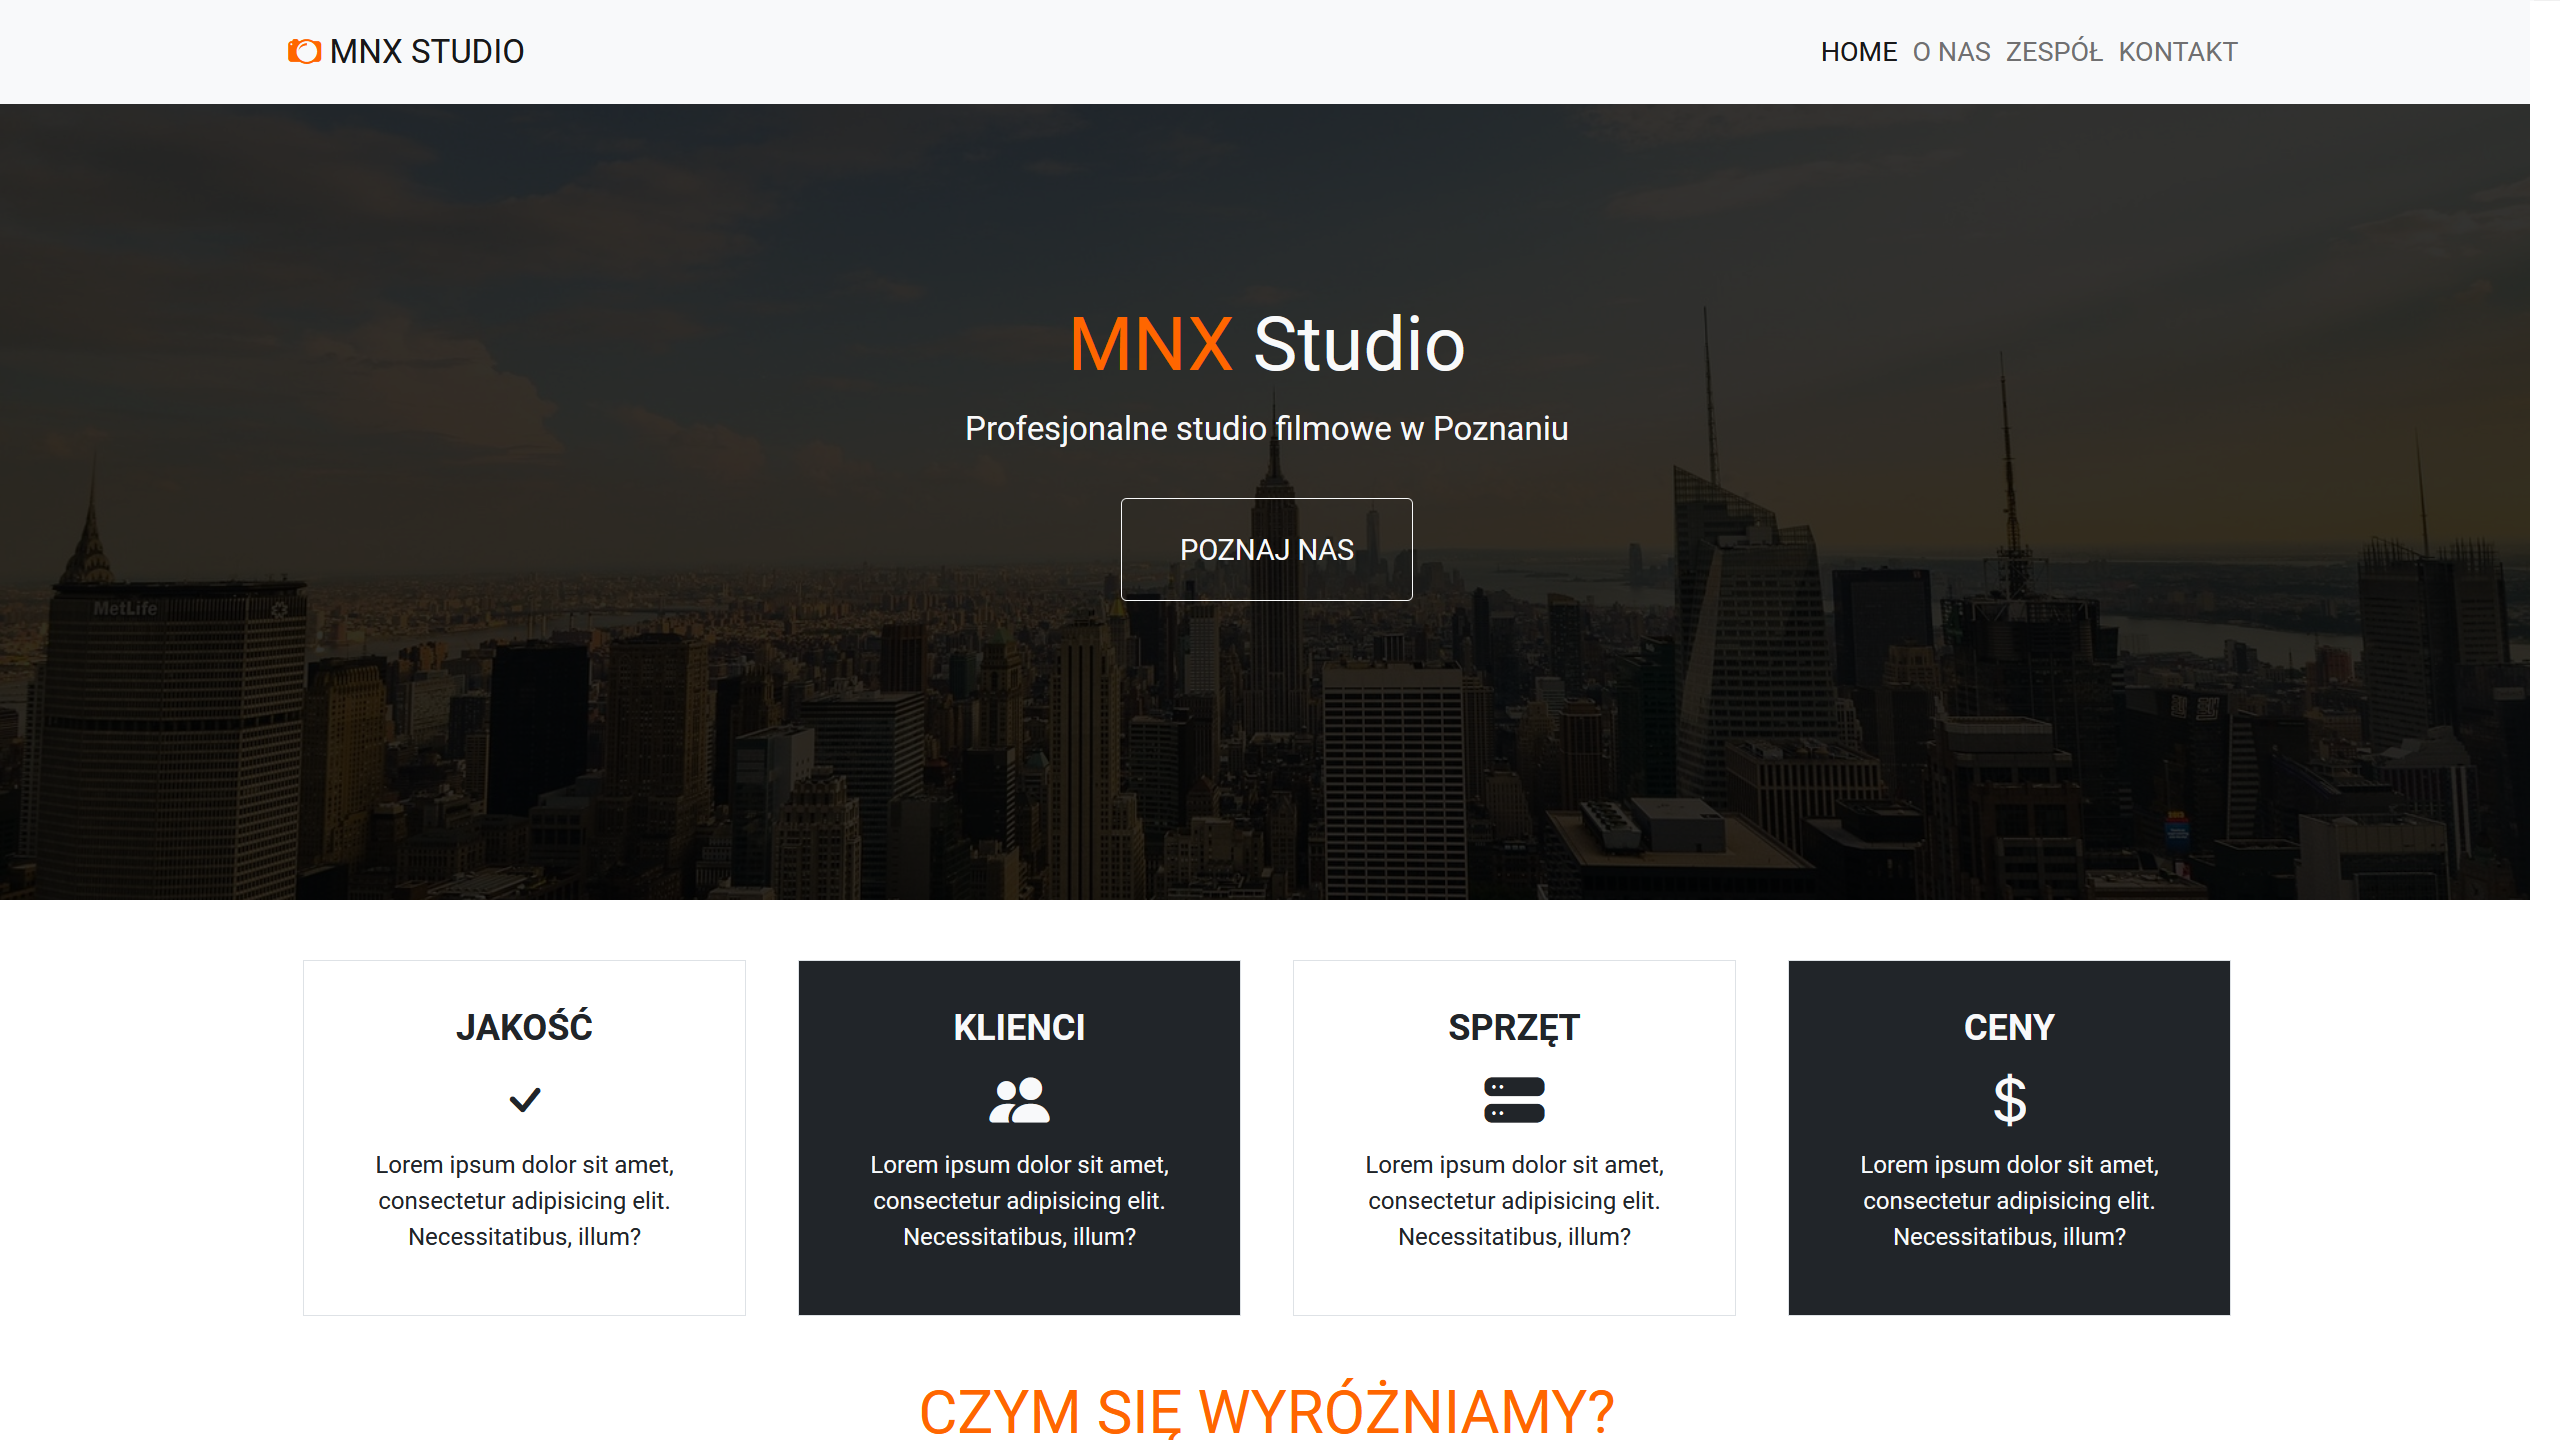 MNX STUDIO
HOME O NAS ZESPÓŁ KONTAKT
MNX Studio
Profesjonalne studio filmowe w Poznaniu
POZNAJ NAS
MetLife
JAKOŚĆ
Lorem ipsum dolor sit amet,
consectetur adipisicing elit.
Necessitatibus, illum?
KLIENCI
Lorem ipsum dolor sit amet,
consectetur adipisicing elit.
Necessitatibus, illum?
SPRZĘT
Lorem ipsum dolor sit amet,
consectetur adipisicing elit.
Necessitatibus, illum?
CENY
$
Lorem ipsum dolor sit amet,
consectetur adipisicing elit.
Necessitatibus, illum?
CZYM SIĘ WYRÓŻNIAMY?